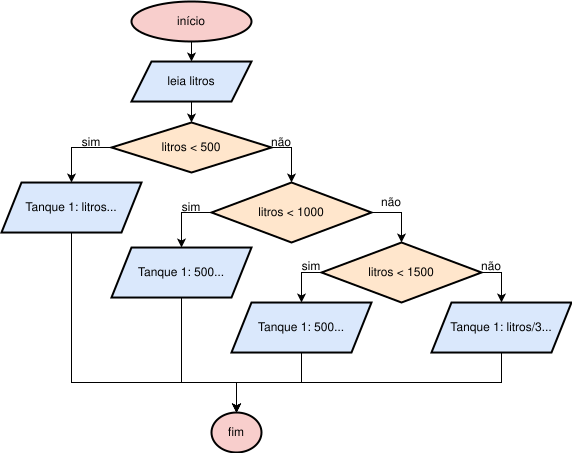 início
leia litros
litros < 500
sim
não
Tanque 1: litros...
litros < 1000
sim
não
Tanque 1: 500...
litros < 1500
sim
não
Tanque 1: 500...
Tanque 1: litros/3...
fim